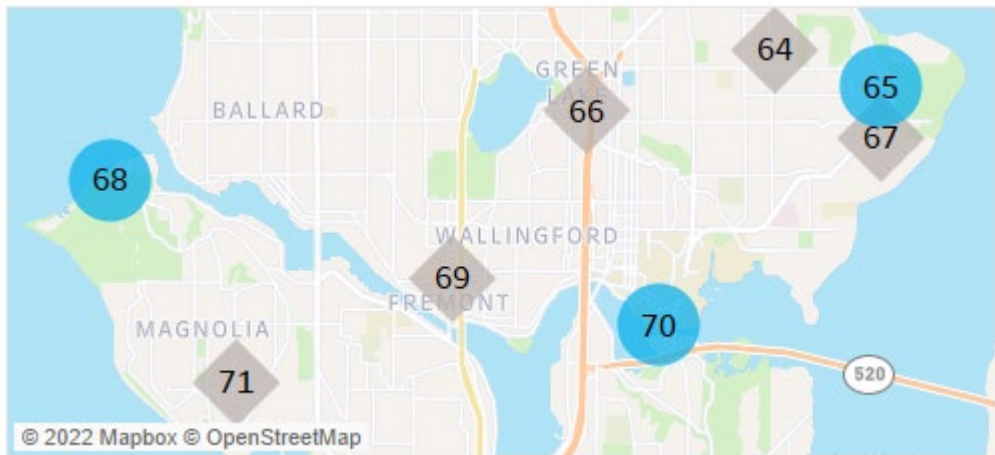 64
65
GREEN
LAKE
66
BALLARD
67
68
WALLINGFORD
69
FREMONT
70
MAGNOLIA
71
520
© 2022 Mapbox © OpenStreetMap